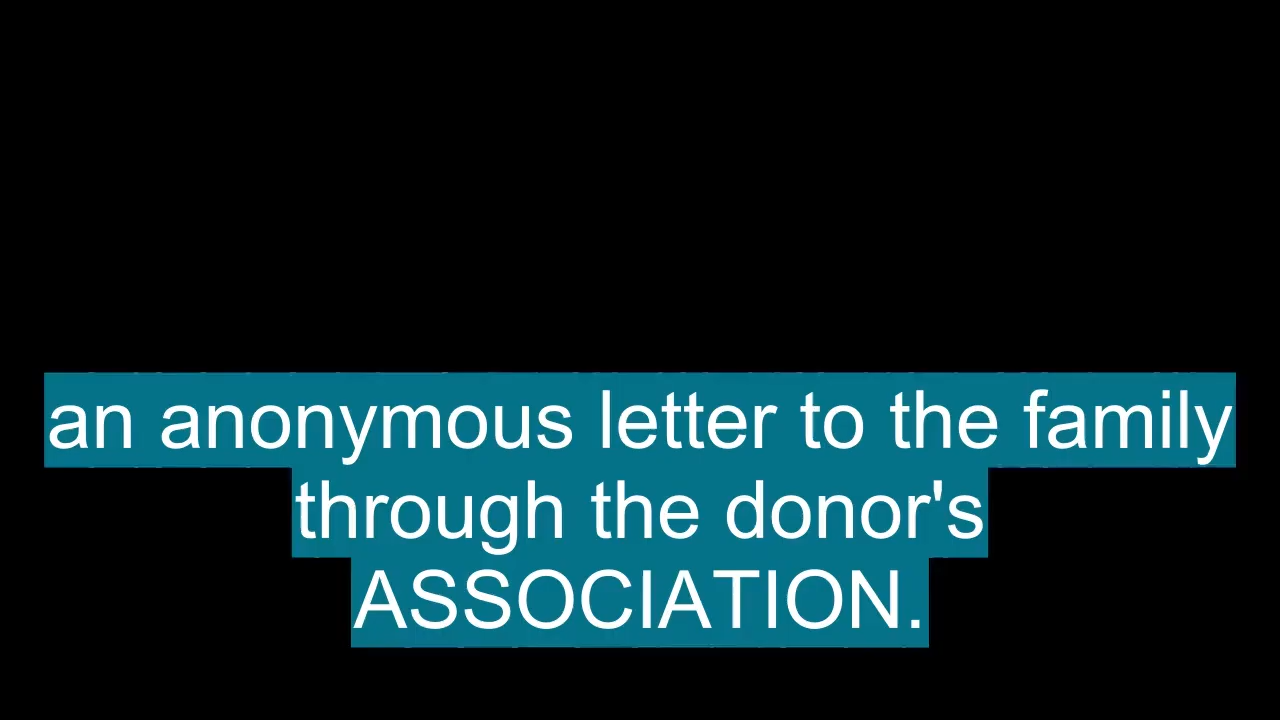 an anonymous letter to the family
through the donor's
ASSOCIATION.